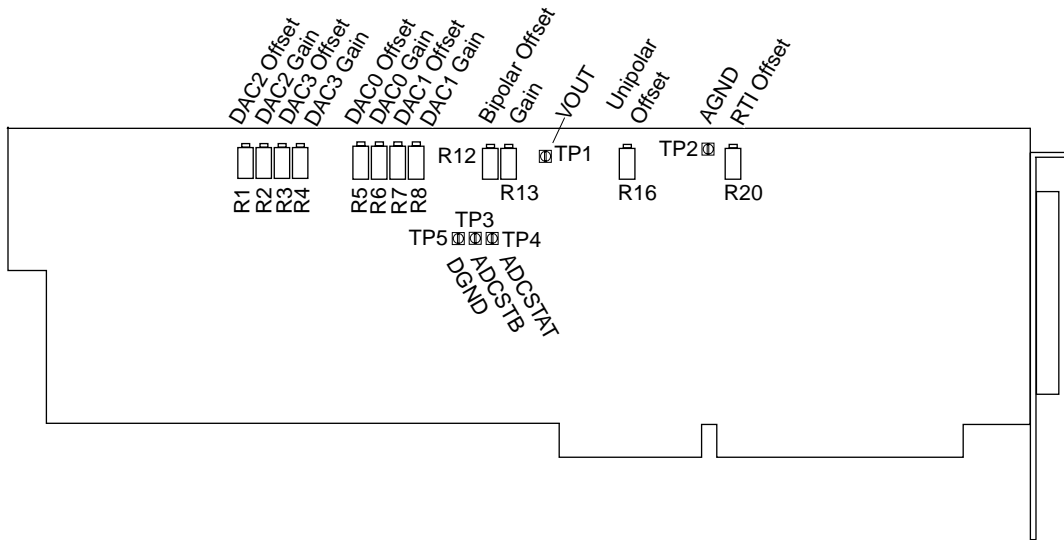 DAC2 Offset
DAC2 Gain
DAC3 Offset
DAC3 Gain
DAC0 Offset
DAC0 Gain
DAC1 Offset
DAC1 Gain
Bipolar Offset
Gain
VOUT
Unipolar
Offset
AGND
RTI Offset
R1
R2
R3
R4
R5
R6
R7
R8
R12
R13
TP1
R16
TP2
R20
TP3
TP5
TP4
DGND
ADCSTB
ADCSTAT